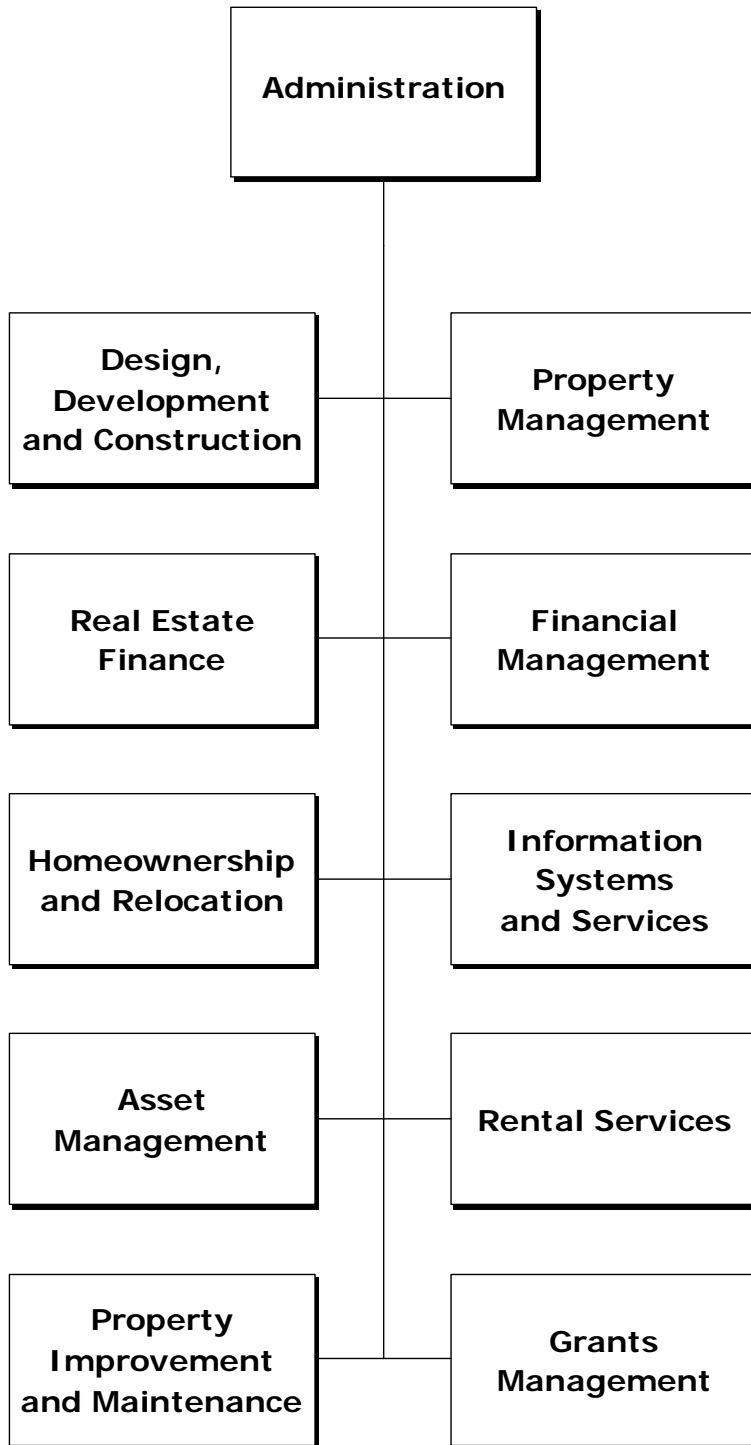 Administration
Design,
Development
and Construction
Property
Management
Real Estate
Finance
Financial
Management
Homeownership
and Relocation
Information
Systems
and Services
Asset
Management
Rental Services
Property
Improvement
and Maintenance
Grants
Management